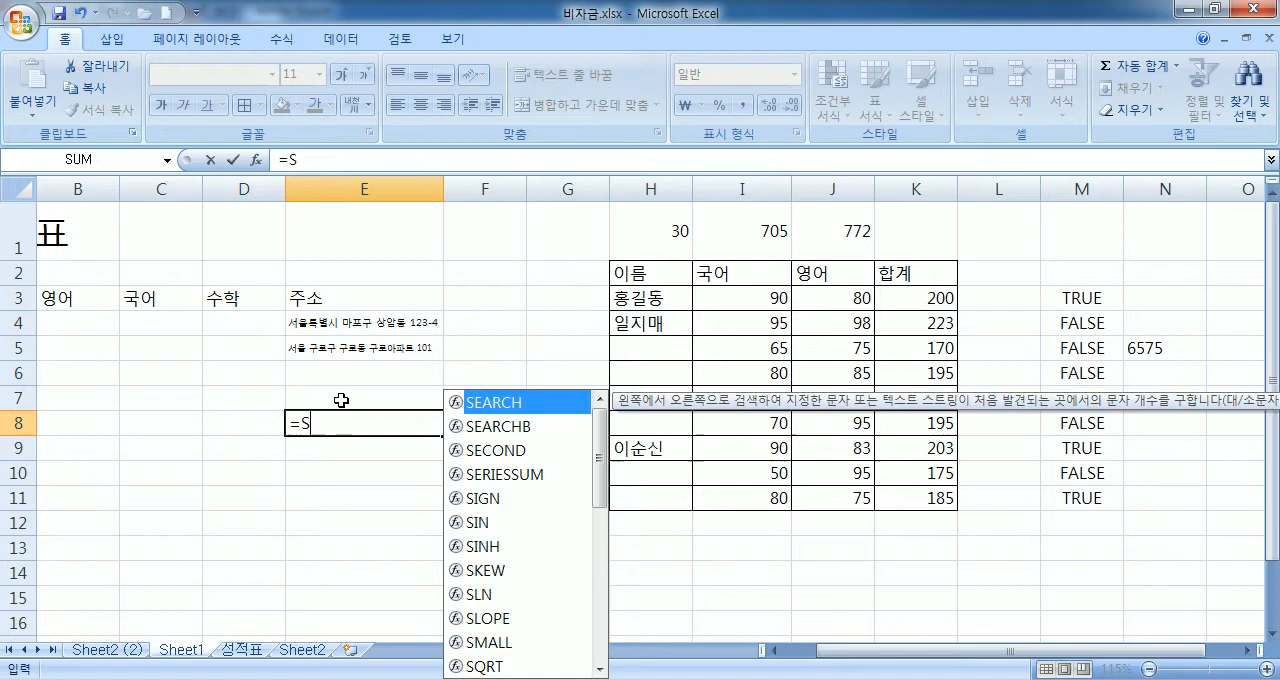 비자금.xlsx - Microsoft Excel
홈 삽입 페이지 레이아웃 수식 데이터 검토 보기
붙여넣기
잘라내기
복사
서식 복사
클립보드
11
가 가 가
글꼴
텍스트 줄 바꿈
병합하고 가운데 맞춤
맞춤
일반
₩ % ,
표시 형식
조건부 서식
표 서식
셀 스타일
스타일
삽입 삭제 서식
셀
Σ 자동 합계
채우기
지우기
정렬 및 필터
찾기 및 선택
편집
SUM fx =S
B C D E F G H I J K L M N O
1 표 30 705 772
2 이름 국어 영어 합계
3 영어 국어 수학 주소 홍길동 90 80 200 TRUE
4 서울특별시 마포구 상암동 123-4 일지매 95 98 223 FALSE
5 서울 구로구 구로동 구로아파트 101 65 75 170 FALSE 6575
6 80 85 195 FALSE
7 왼쪽에서 오른쪽으로 검색하여 지정한 문자 또는 텍스트 스트링이 처음 발견되는 곳에서의 문자 개수를 구합니다(대/소문자
8 =S 70 95 195 FALSE
9 이순신 90 83 203 TRUE
10 50 95 175 FALSE
11 80 75 185 TRUE
12
13
14
15
16
SEARCH
SEARCHB
SECOND
SERIESSUM
SIGN
SIN
SINH
SKEW
SLN
SLOPE
SMALL
SQRT
Sheet2 (2) Sheet1 성적표 Sheet2
입력 115%